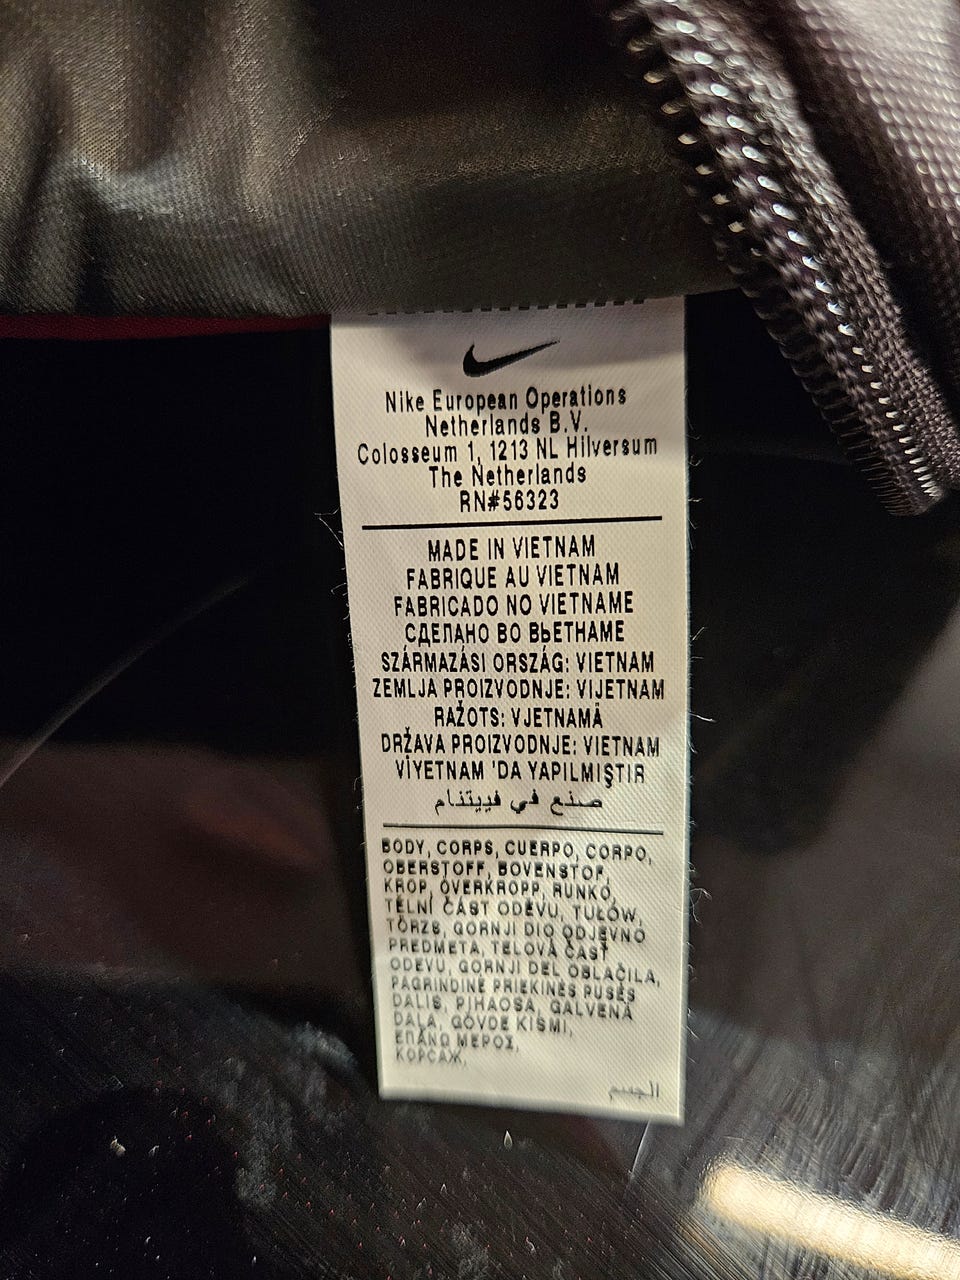 Nike European Operations
Netherlands B.V.
Colosseum 1, 1213 NL Hilversum
The Netherlands
RN#56323
MADE IN VIETNAM
FABRIQUE AU VIETNAM
FABRICADO NO VIETNAME
СДЕЛАНО ВО ВЬЕТНАМЕ
SZÁRMAZÁSI ORSZÁG: VIETNAM
ZEMLJA PROIZVODNJE: VIJETNAM
RAŽOTS: VJETNAMĀ
DRŽAVA PROIZVODNJE: VIETNAM
VİYETNAM 'DA YAPILMIŞTIR
صنع في فييتنام
BODY, CORPS, CUERPO, CORPO,
OBERSTOFF, BOVENSTOF,
KROP, ÖVERKROPP, RUNKO,
TĚLNÍ ČÁST ODĚVU, TUŁÓW,
TÖRZS, GORNJI DIO ODJEVNO
PREDMETA, TELOVÁ ČASŤ
ODEVU, GORNJI DEL OBLAČILA,
PAGRINDINĖ PRIEKINĖS PUSĖS
DALIS, PIHAOSA, GALVENĀ
DAĻA, GÖVDE KISMI,
ΕΠΑΝΩ ΜΕΡΟΣ,
КОРСАЖ,
الجسم